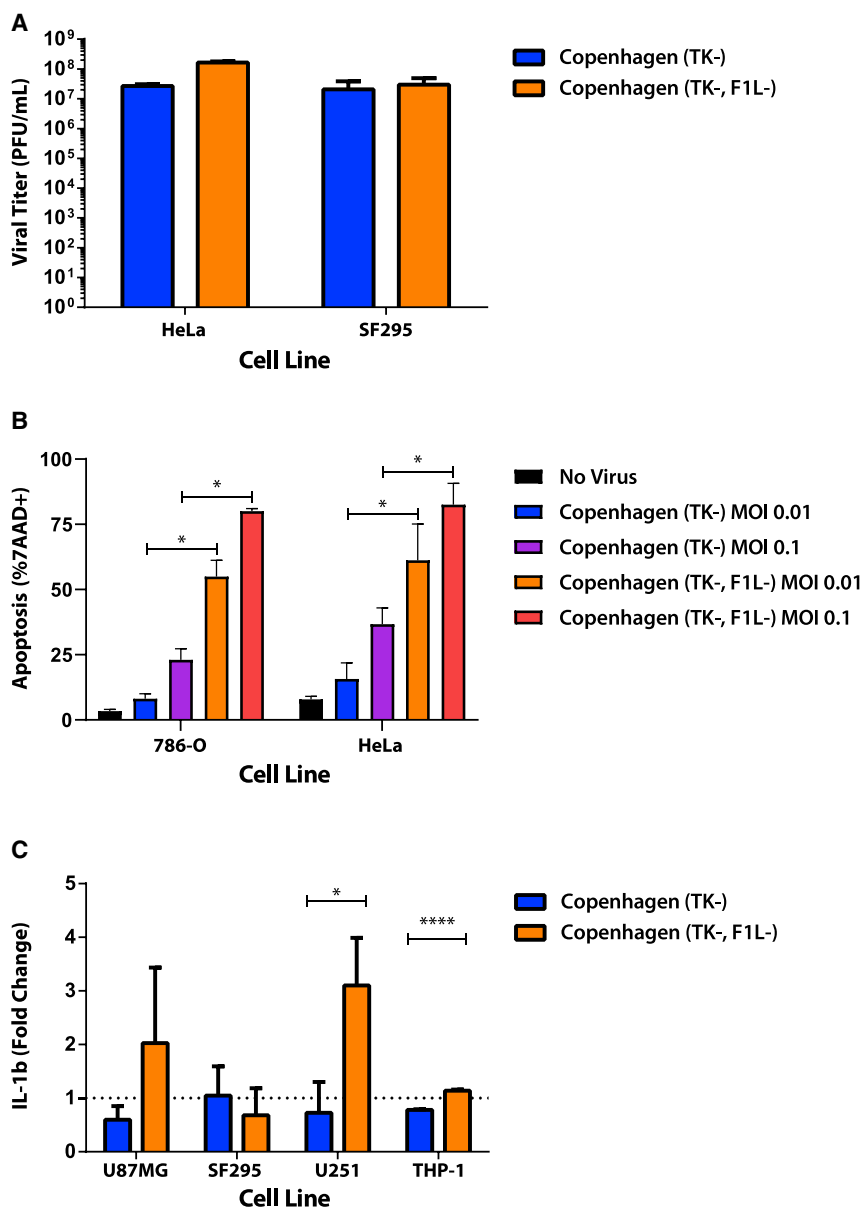 A
Viral Titer (PFU/mL)
10⁹
10⁸
10⁷
10⁶
10⁵
10⁴
10³
10²
10¹
10⁰
HeLa
SF295
Cell Line
Copenhagen (TK-)
Copenhagen (TK-, F1L-)
B
Apoptosis (%7AAD+)
100
75
50
25
0
*
*
*
*
786-O
HeLa
Cell Line
No Virus
Copenhagen (TK-) MOI 0.01
Copenhagen (TK-) MOI 0.1
Copenhagen (TK-, F1L-) MOI 0.01
Copenhagen (TK-, F1L-) MOI 0.1
C
IL-1b (Fold Change)
5
4
3
2
1
0
*
****
U87MG
SF295
U251
THP-1
Cell Line
Copenhagen (TK-)
Copenhagen (TK-, F1L-)